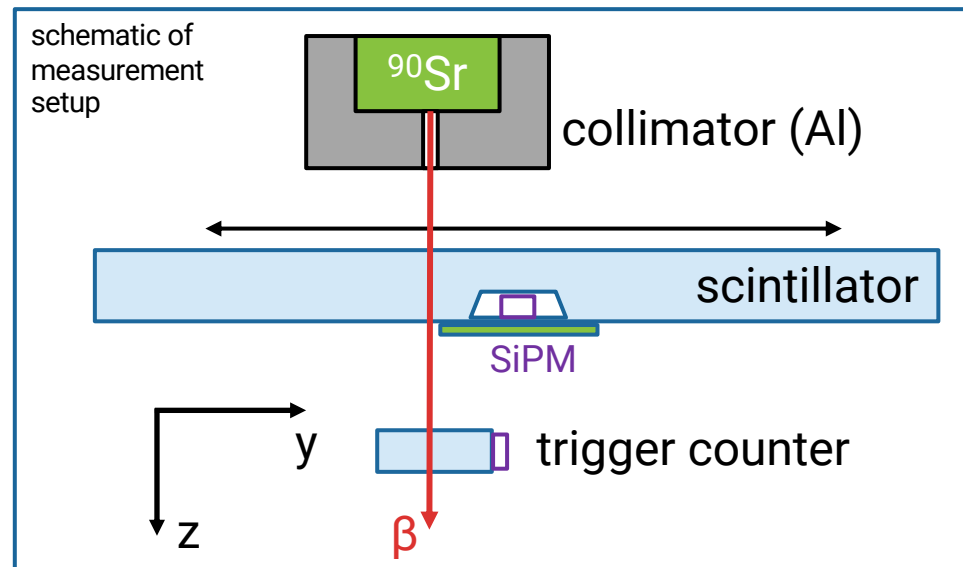 schematic of
measurement
setup
⁹⁰Sr
collimator (Al)
scintillator
SiPM
y
trigger counter
z
β